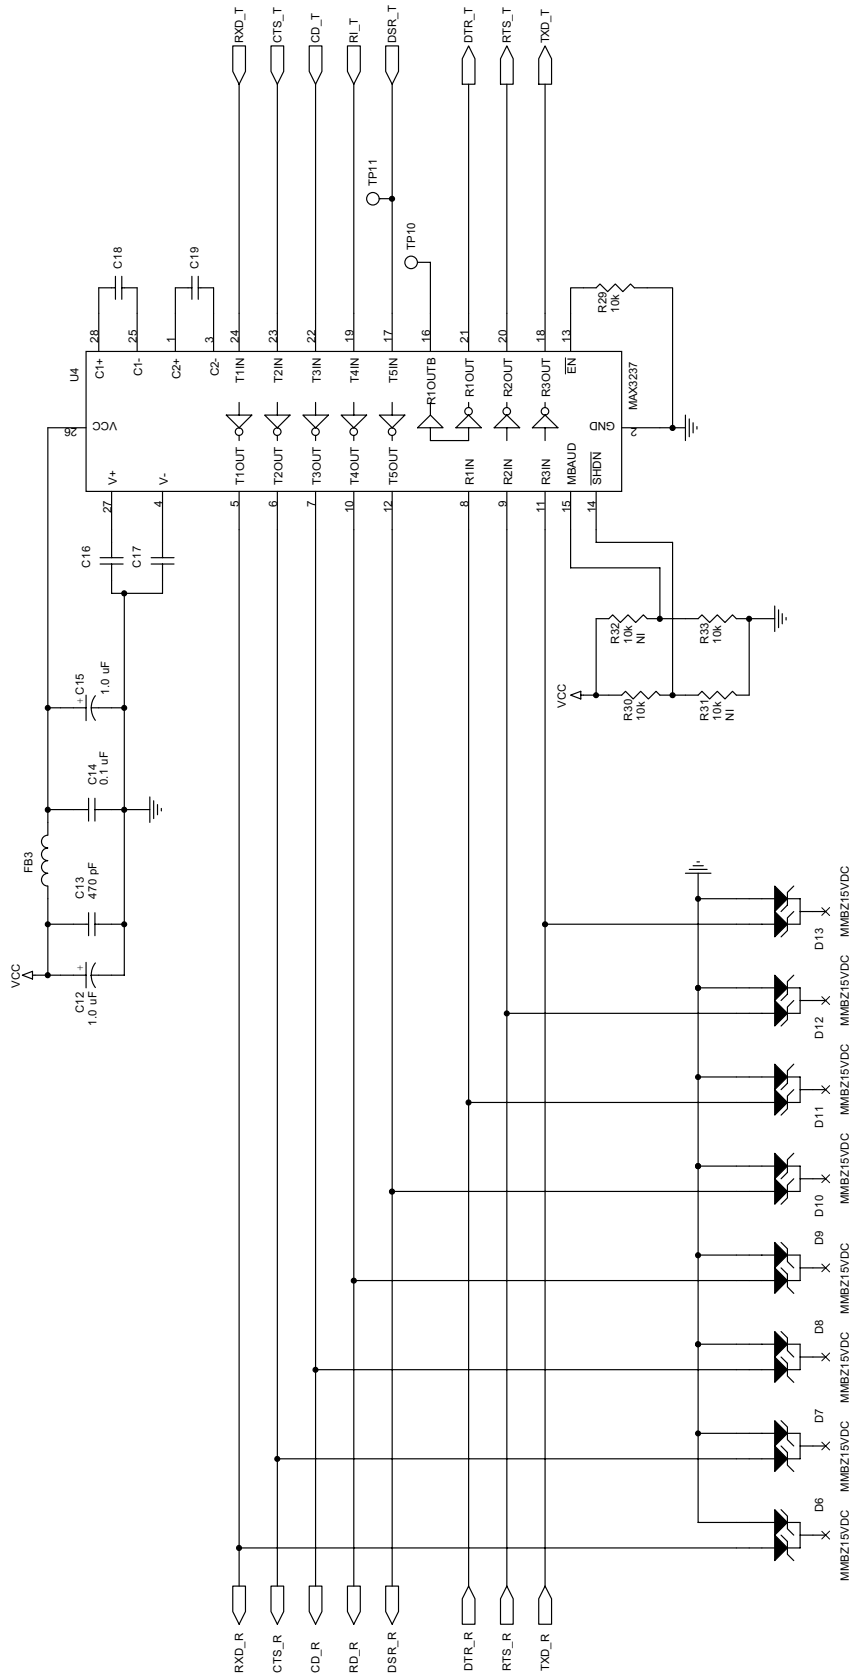 RXD_T
CTS_T
CD_T
RI_T
DSR_T
DTR_T
RTS_T
TXD_T
TP11
TP10
C18
C19
R29
10k
28
25
1
3
24
23
22
19
17
16
21
20
18
13
U4
C1+
C1-
C2+
C2-
T1IN
T2IN
T3IN
T4IN
T5IN
R1OUTB
R1OUT
R2OUT
R3OUT
EN
MAX3237
26
VCC
GND
2
V+
V-
T1OUT
T2OUT
T3OUT
T4OUT
T5OUT
R1IN
R2IN
R3IN
MBAUD
SHDN
27
4
5
6
7
10
12
8
9
11
15
14
C16
C17
C15
1.0 uF
+
C14
0.1 uF
FB3
C13
470 pF
VCC
C12
1.0 uF
+
VCC
R32
10k
NI
R33
10k
R30
10k
R31
10k
NI
D13
MMBZ15VDC
D12
MMBZ15VDC
D11
MMBZ15VDC
D10
MMBZ15VDC
D9
MMBZ15VDC
D8
MMBZ15VDC
D7
MMBZ15VDC
D6
MMBZ15VDC
RXD_R
CTS_R
CD_R
RD_R
DSR_R
DTR_R
RTS_R
TXD_R